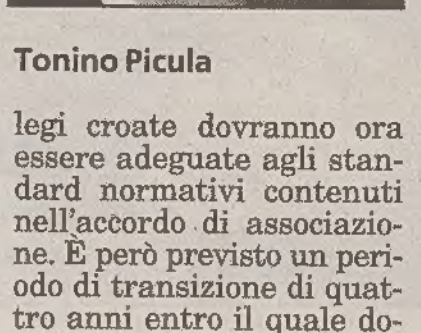 Tonino Picula
legi croate dovranno ora
essere adeguate agli stan-
dard normativi contenuti
nell'accordo di associazio-
ne. È però previsto un peri-
odo di transizione di quat-
tro anni entro il quale do-